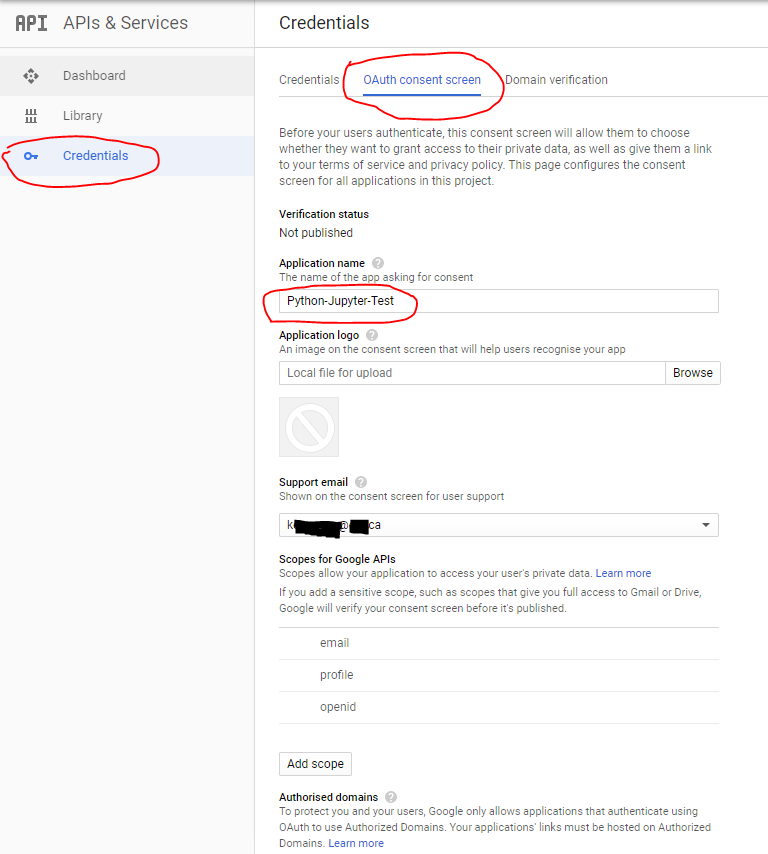 API APIs & Services
Credentials
Dashboard
Library
Credentials
Credentials OAuth consent screen Domain verification
Before your users authenticate, this consent screen will allow them to choose
whether they want to grant access to their private data, as well as give them a link
to your terms of service and privacy policy. This page configures the consent
screen for all applications in this project.
Verification status
Not published
Application name ?
The name of the app asking for consent
Python-Jupyter-Test
Application logo ?
An image on the consent screen that will help users recognise your app
Local file for upload Browse
Support email ?
Shown on the consent screen for user support
Scopes for Google APIs
Scopes allow your application to access your user's private data. Learn more
If you add a sensitive scope, such as scopes that give you full access to Gmail or Drive,
Google will verify your consent screen before it's published.
email
profile
openid
Add scope
Authorised domains ?
To protect you and your users, Google only allows applications that authenticate using
OAuth to use Authorized Domains. Your applications' links must be hosted on Authorized
Domains. Learn more